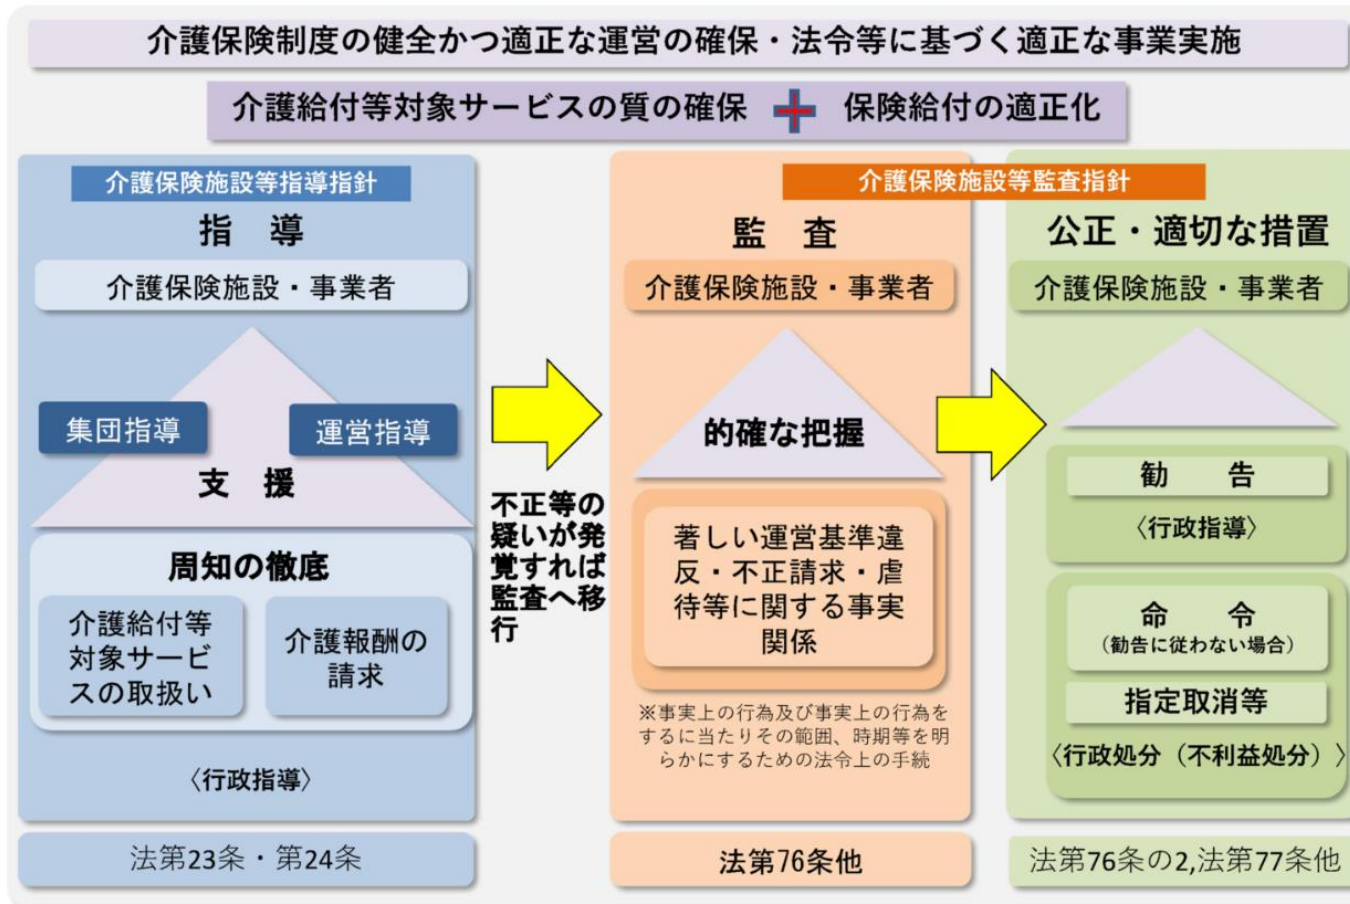 介護保険制度の健全かつ適正な運営の確保・法令等に基づく適正な事業実施
介護給付等対象サービスの質の確保 + 保険給付の適正化
介護保険施設等指導指針
指 導
介護保険施設・事業者
集団指導
運営指導
支 援
周知の徹底
介護給付等
対象サービ
スの取扱い
介護報酬の
請求
〈行政指導〉
法第23条・第24条
不正等の
疑いが発
覚すれば
監査へ移
行
介護保険施設等監査指針
監 査
介護保険施設・事業者
的確な把握
著しい運営基準違
反・不正請求・虐
待等に関する事実
関係
※事実上の行為及び事実上の行為を
するに当たりその範囲、時期等を明
らかにするための法令上の手続
法第76条他
公正・適切な措置
介護保険施設・事業者
勧 告
〈行政指導〉
命 令
(勧告に従わない場合)
指定取消等
〈行政処分（不利益処分）〉
法第76条の2,法第77条他